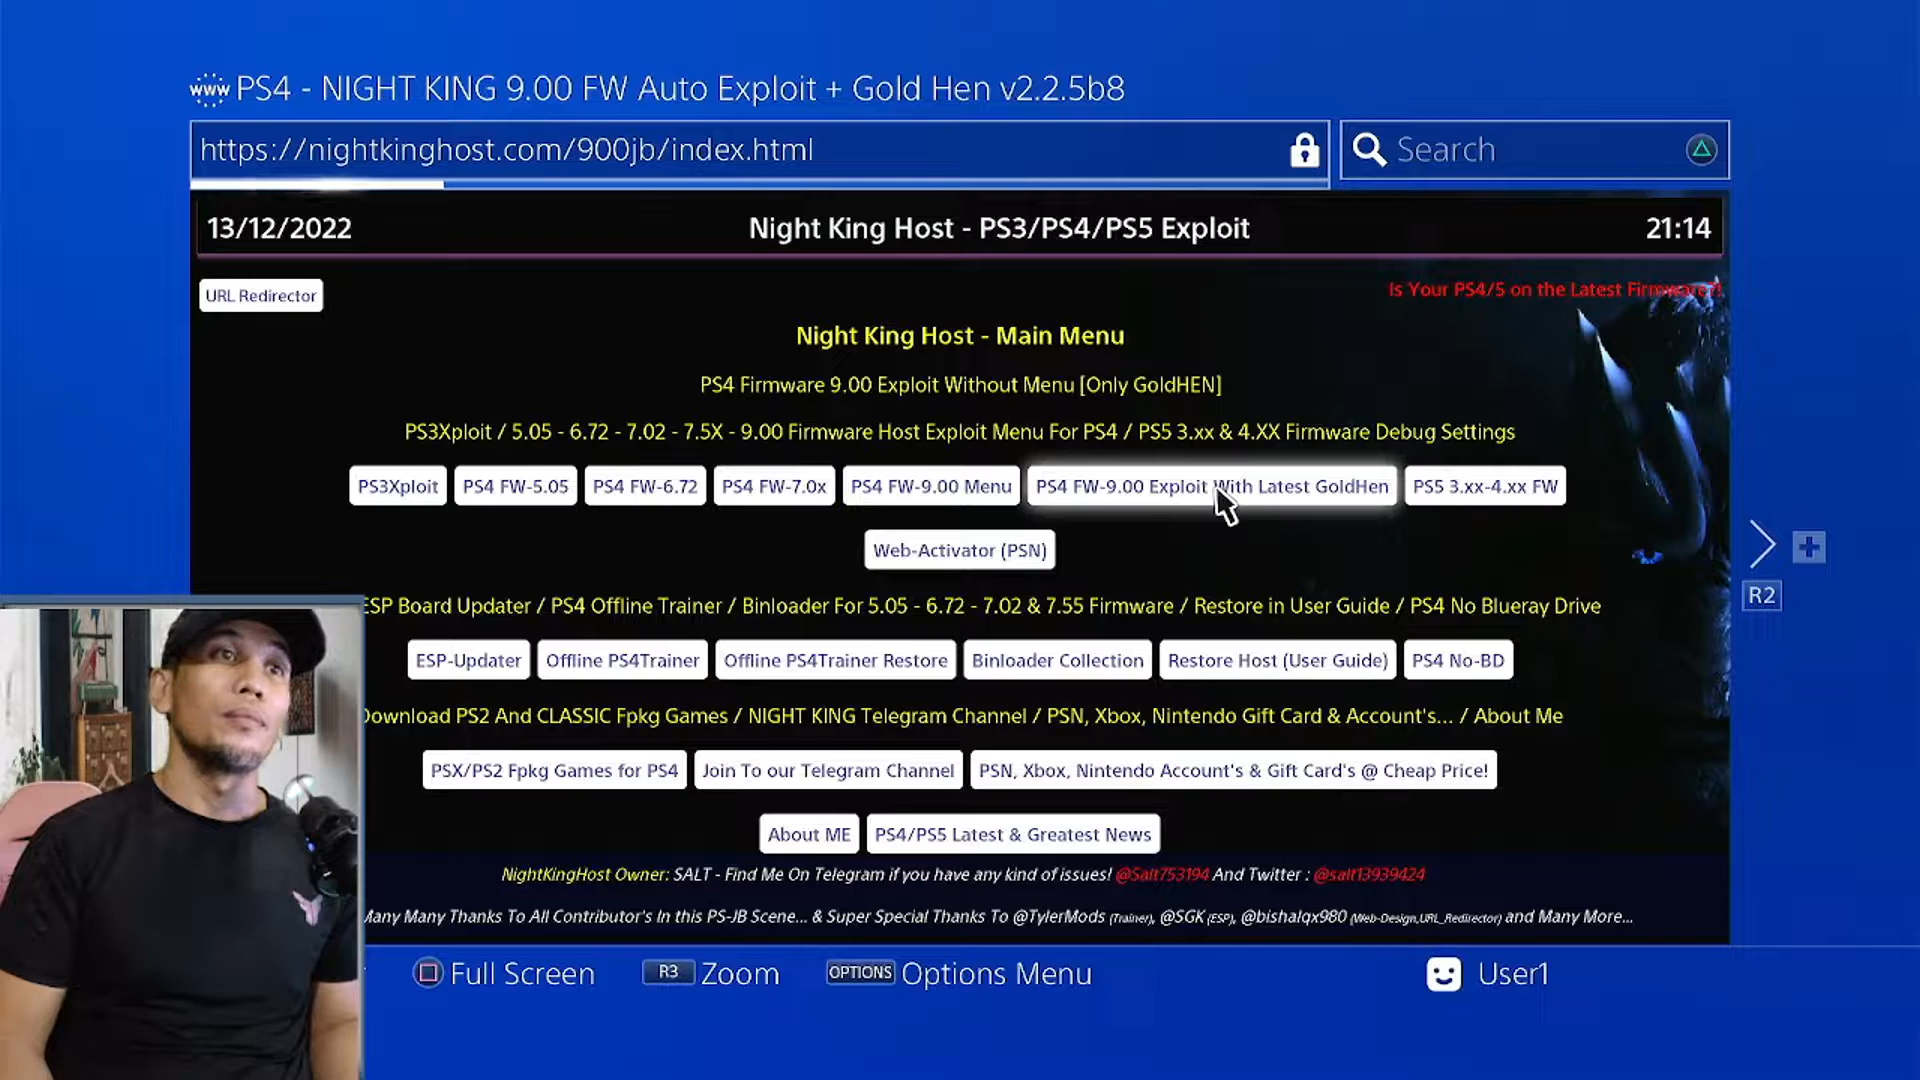 www PS4 - NIGHT KING 9.00 FW Auto Exploit + Gold Hen v2.2.5b8
https://nightkinghost.com/900jb/index.html Search
13/12/2022 Night King Host - PS3/PS4/PS5 Exploit 21:14
URL Redirector Is Your PS4/5 on the Latest Firmware?!
Night King Host - Main Menu
PS4 Firmware 9.00 Exploit Without Menu [Only GoldHEN]
PS3Xploit / 5.05 - 6.72 - 7.02 - 7.5X - 9.00 Firmware Host Exploit Menu For PS4 / PS5 3.xx & 4.XX Firmware Debug Settings
PS3Xploit PS4 FW-5.05 PS4 FW-6.72 PS4 FW-7.0x PS4 FW-9.00 Menu PS4 FW-9.00 Exploit With Latest GoldHen PS5 3.xx-4.xx FW
Web-Activator (PSN)
R2
ESP Board Updater / PS4 Offline Trainer / Binloader For 5.05 - 6.72 - 7.02 & 7.55 Firmware / Restore in User Guide / PS4 No Blueray Drive
ESP-Updater Offline PS4Trainer Offline PS4Trainer Restore Binloader Collection Restore Host (User Guide) PS4 No-BD
Download PS2 And CLASSIC Fpkg Games / NIGHT KING Telegram Channel / PSN, Xbox, Nintendo Gift Card & Account's... / About Me
PSX/PS2 Fpkg Games for PS4 Join To our Telegram Channel PSN, Xbox, Nintendo Account's & Gift Card's @ Cheap Price!
About ME PS4/PS5 Latest & Greatest News
NightKingHost Owner: SALT - Find Me On Telegram if you have any kind of issues! @Salt753194 And Twitter : @salt13939424
Many Many Thanks To All Contributor's In this PS-JB Scene... & Super Special Thanks To @TylerMods (Trainer), @SGK (ESP), @bishalqx980 (Web-Design,URL_Redirector) and Many More...
Full Screen R3 Zoom OPTIONS Options Menu User1